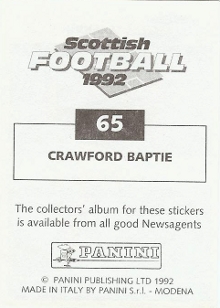 Scottish
FOOTBALL
1992
65
CRAWFORD BAPTIE
The collectors' album for these stickers
is available from all good Newsagents
PANINI
© PANINI PUBLISHING LTD 1992
MADE IN ITALY BY PANINI S.r.l. - MODENA